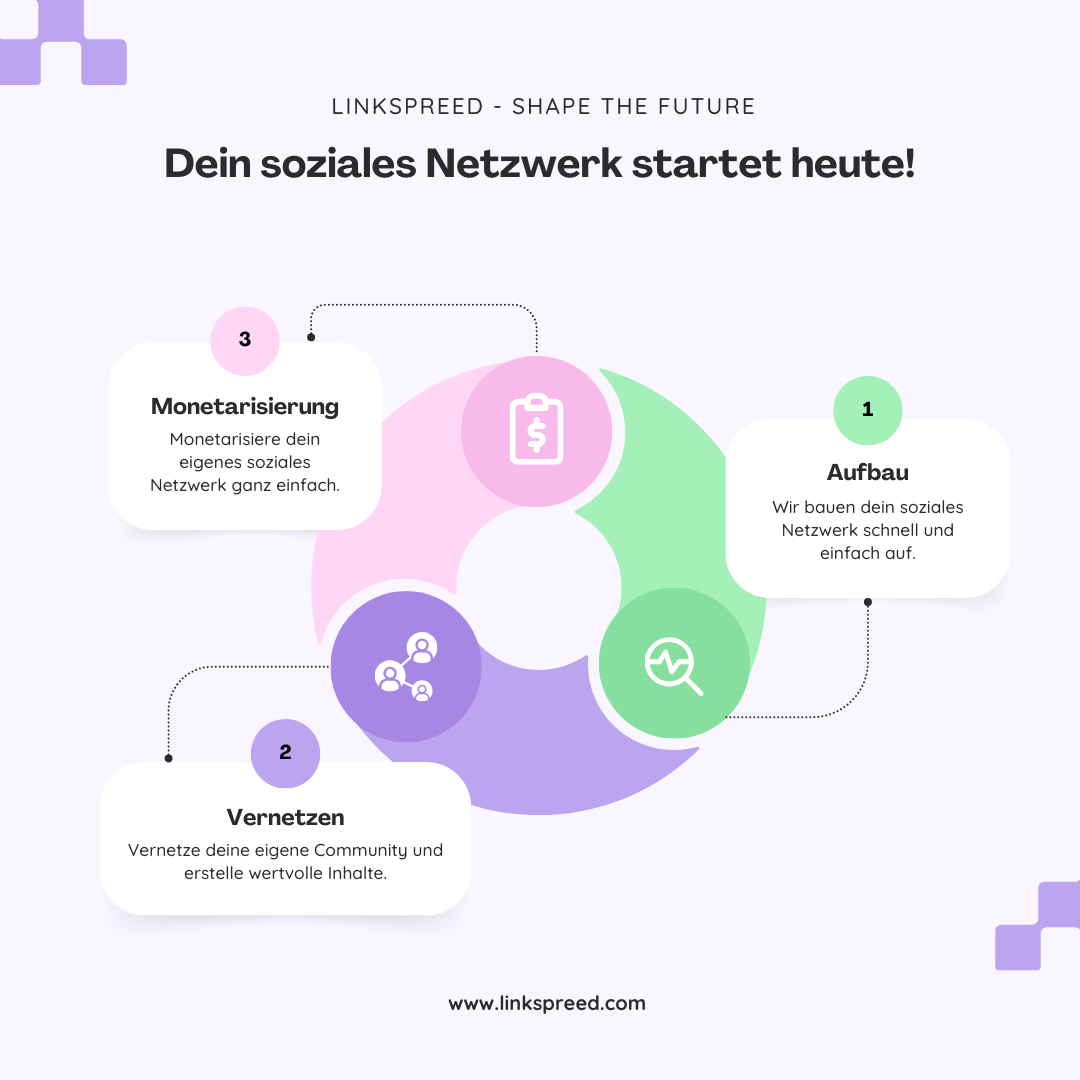 LINKSPREED - SHAPE THE FUTURE
Dein soziales Netzwerk startet heute!
3
Monetarisierung
Monetarisiere dein
eigenes soziales
Netzwerk ganz einfach.
$
1
Aufbau
Wir bauen dein soziales
Netzwerk schnell und
einfach auf.
2
Vernetzen
Vernetze deine eigene Community und
erstelle wertvolle Inhalte.
www.linkspreed.com